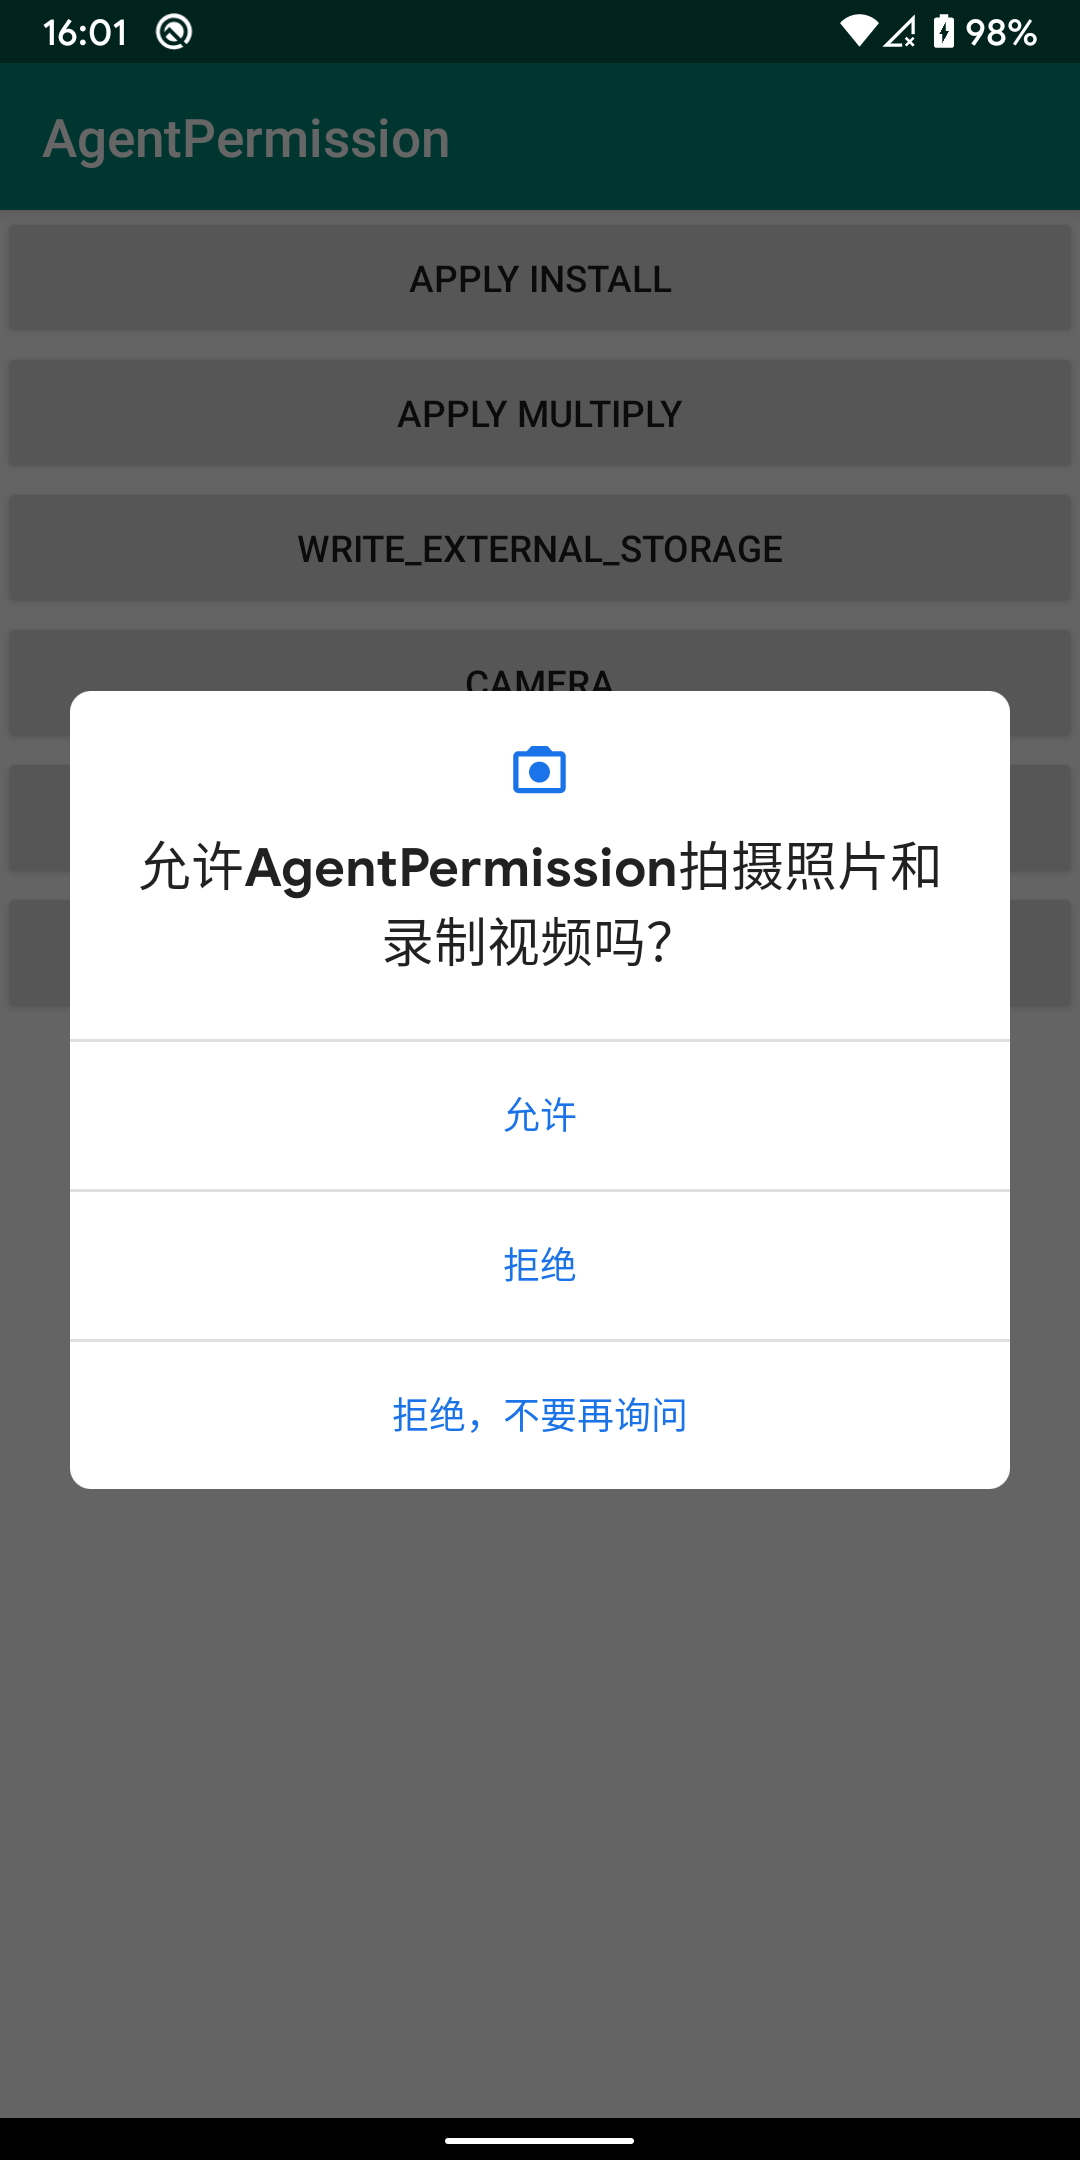 16:01 98%
AgentPermission
APPLY INSTALL
APPLY MULTIPLY
WRITE_EXTERNAL_STORAGE
CAMERA
允许AgentPermission拍摄照片和
录制视频吗？
允许
拒绝
拒绝，不要再询问